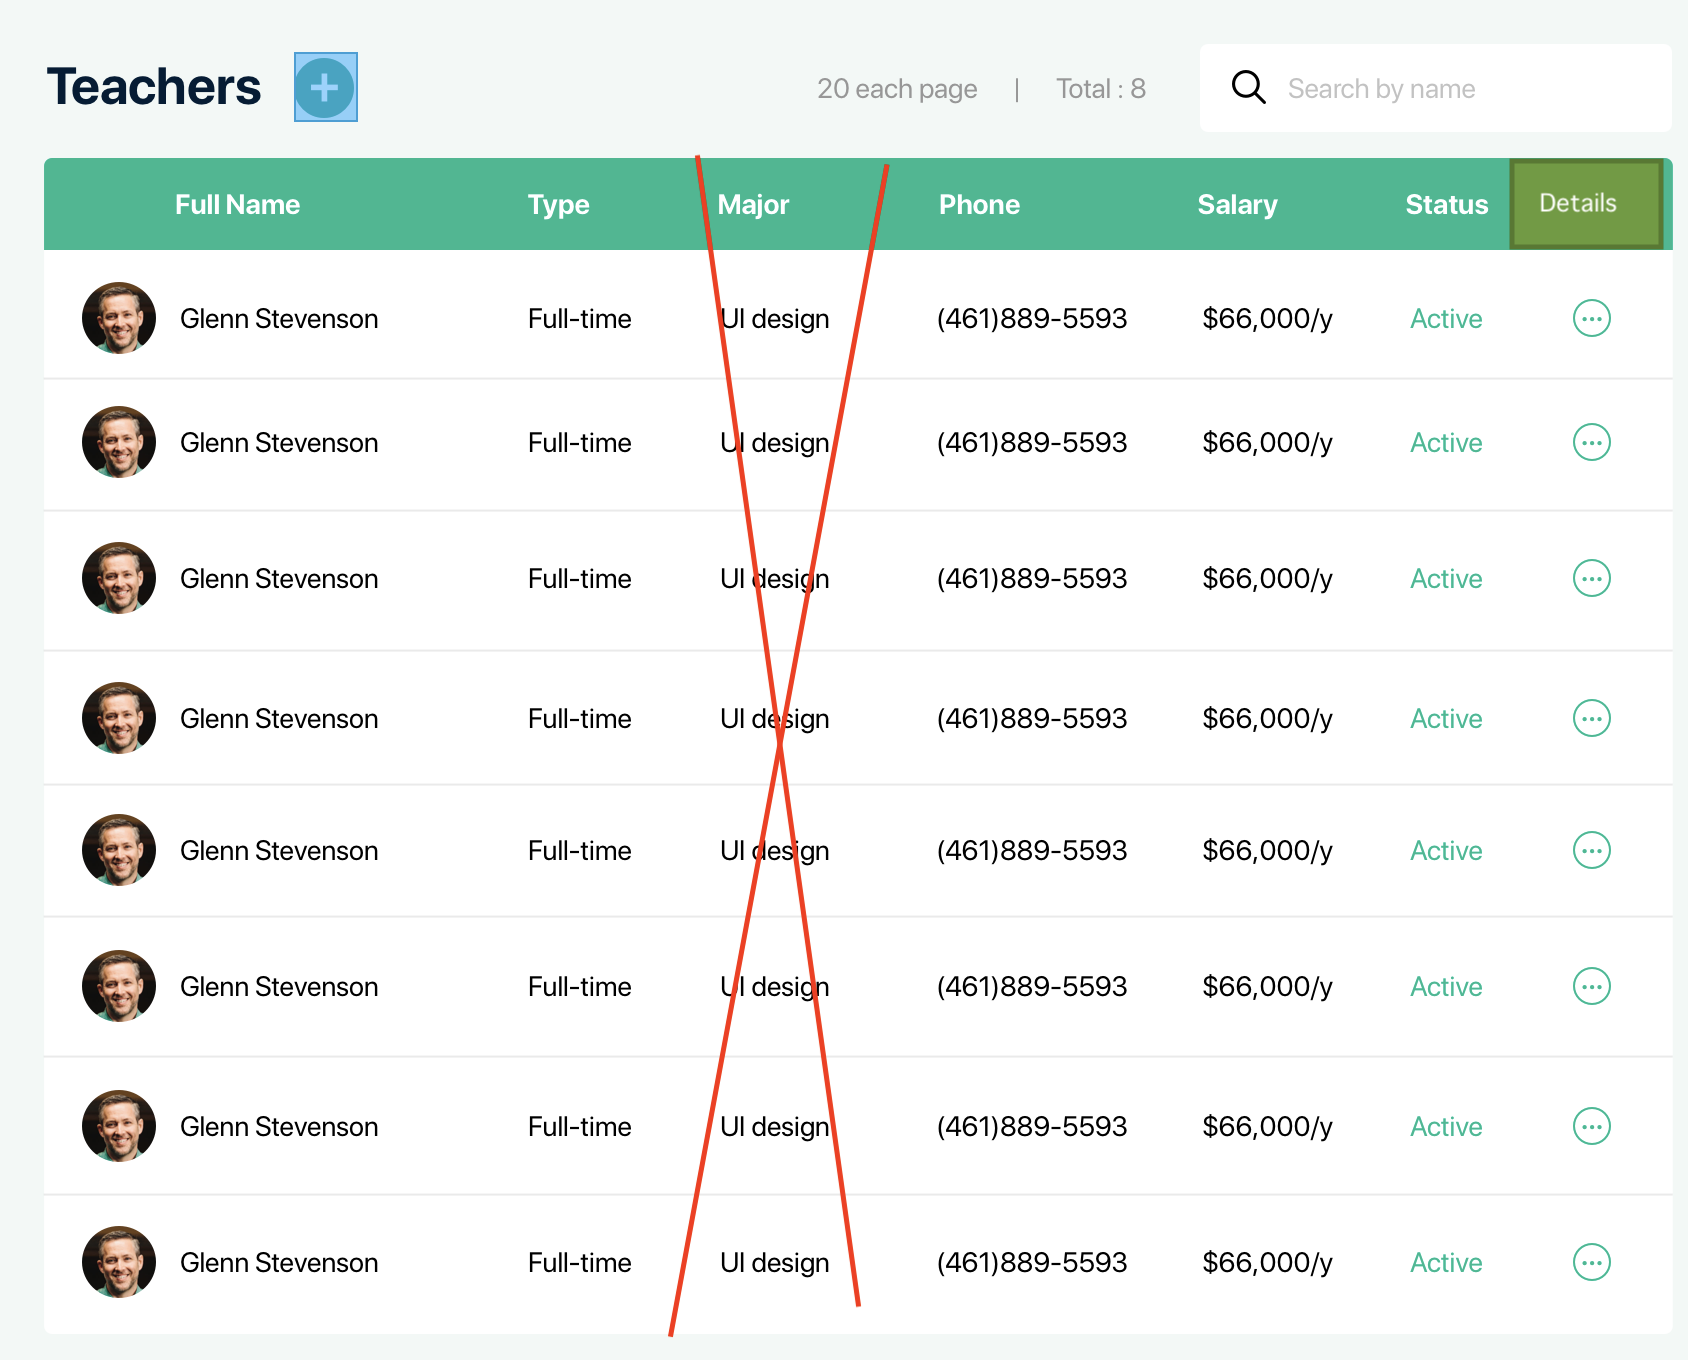 Teachers 20 each page | Total : 8 Search by name
Full Name Type Major Phone Salary Status Details
Glenn Stevenson Full-time UI design (461)889-5593 $66,000/y Active
Glenn Stevenson Full-time UI design (461)889-5593 $66,000/y Active
Glenn Stevenson Full-time UI design (461)889-5593 $66,000/y Active
Glenn Stevenson Full-time UI design (461)889-5593 $66,000/y Active
Glenn Stevenson Full-time UI design (461)889-5593 $66,000/y Active
Glenn Stevenson Full-time UI design (461)889-5593 $66,000/y Active
Glenn Stevenson Full-time UI design (461)889-5593 $66,000/y Active
Glenn Stevenson Full-time UI design (461)889-5593 $66,000/y Active